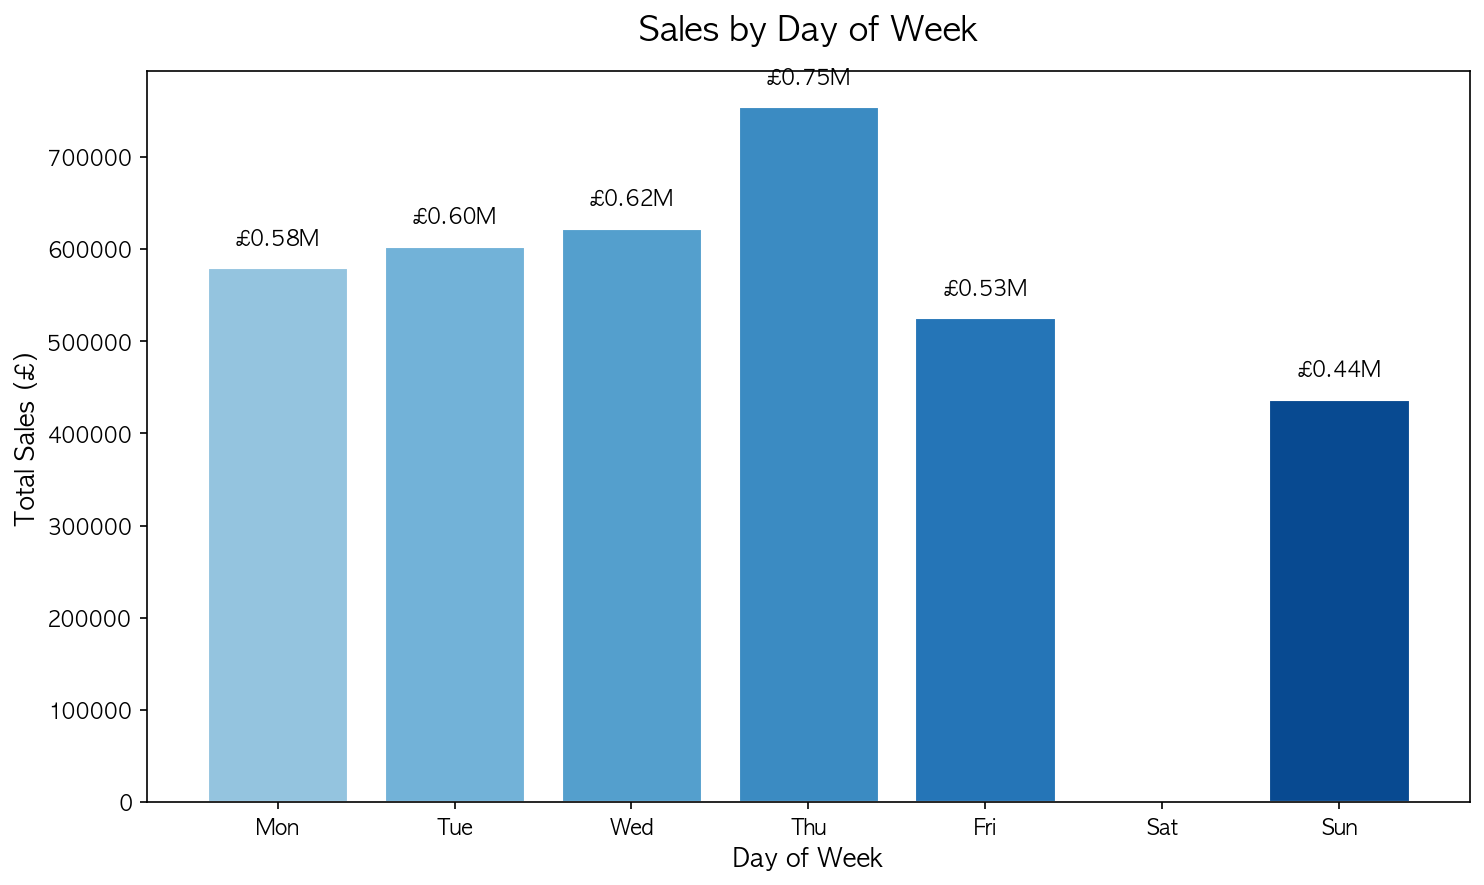 Sales by Day of Week
£0.75M
700000
£0.62M
£0.60M
£0.58M
600000
£0.53M
500000
£0.44M
400000
300000
200000
100000
0
Total Sales (£)
Mon Tue Wed Thu Fri Sat Sun
Day of Week